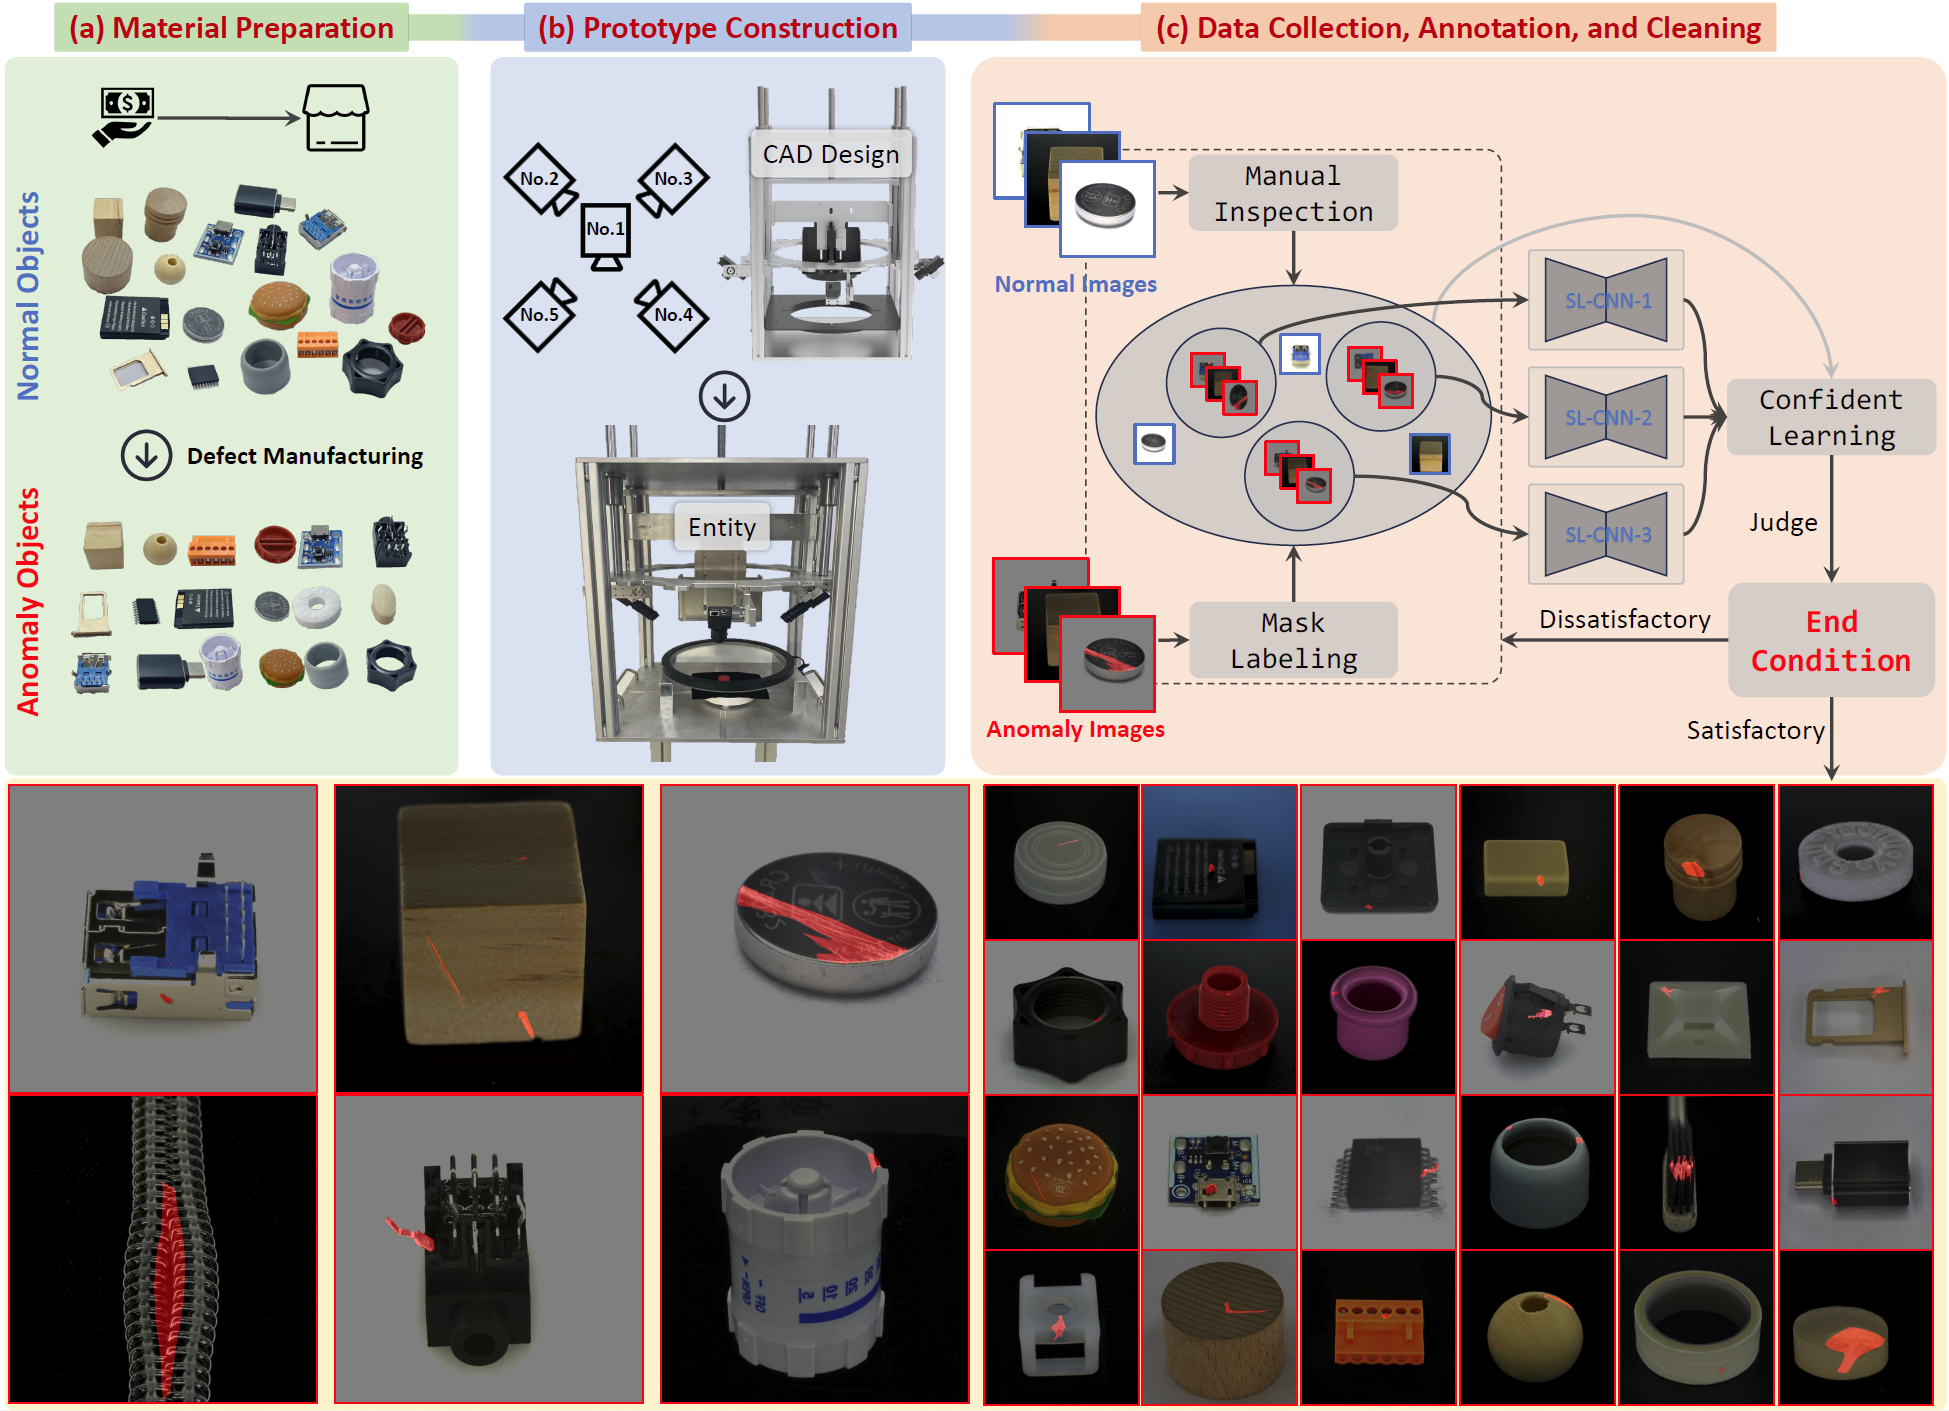 (a) Material Preparation
(b) Prototype Construction
(c) Data Collection, Annotation, and Cleaning
Normal Objects
Defect Manufacturing
Anomaly Objects
No.2
No.3
No.1
No.5
No.4
CAD Design
Entity
Normal Images
Manual
Inspection
Mask
Labeling
Anomaly Images
SL-CNN-1
SL-CNN-2
SL-CNN-3
Confident
Learning
Judge
End
Condition
Dissatisfactory
Satisfactory